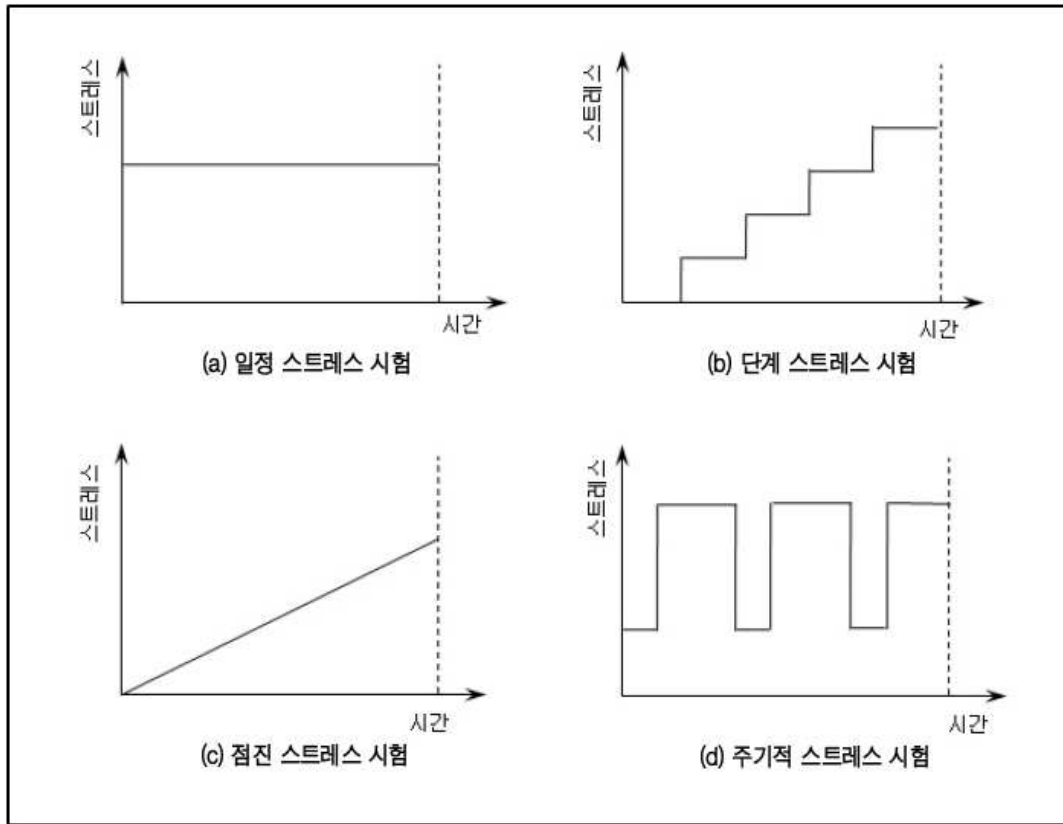 스트레스
시간
(a) 일정 스트레스 시험
스트레스
시간
(b) 단계 스트레스 시험
스트레스
시간
(c) 점진 스트레스 시험
스트레스
시간
(d) 주기적 스트레스 시험